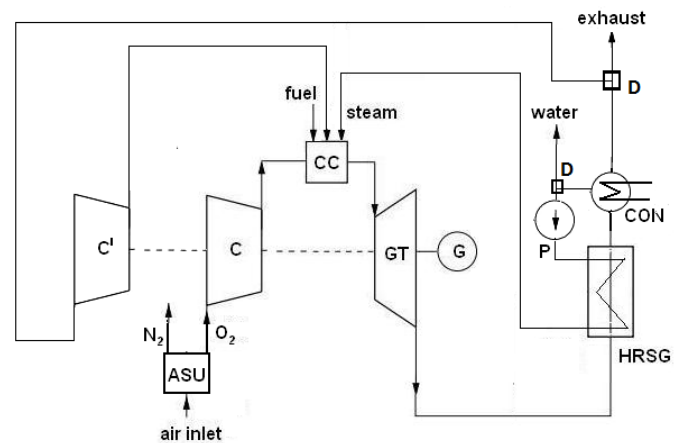 exhaust
D
fuel
steam
water
CC
D
CON
C'
C
GT
G
P
N2
O2
HRSG
ASU
air inlet